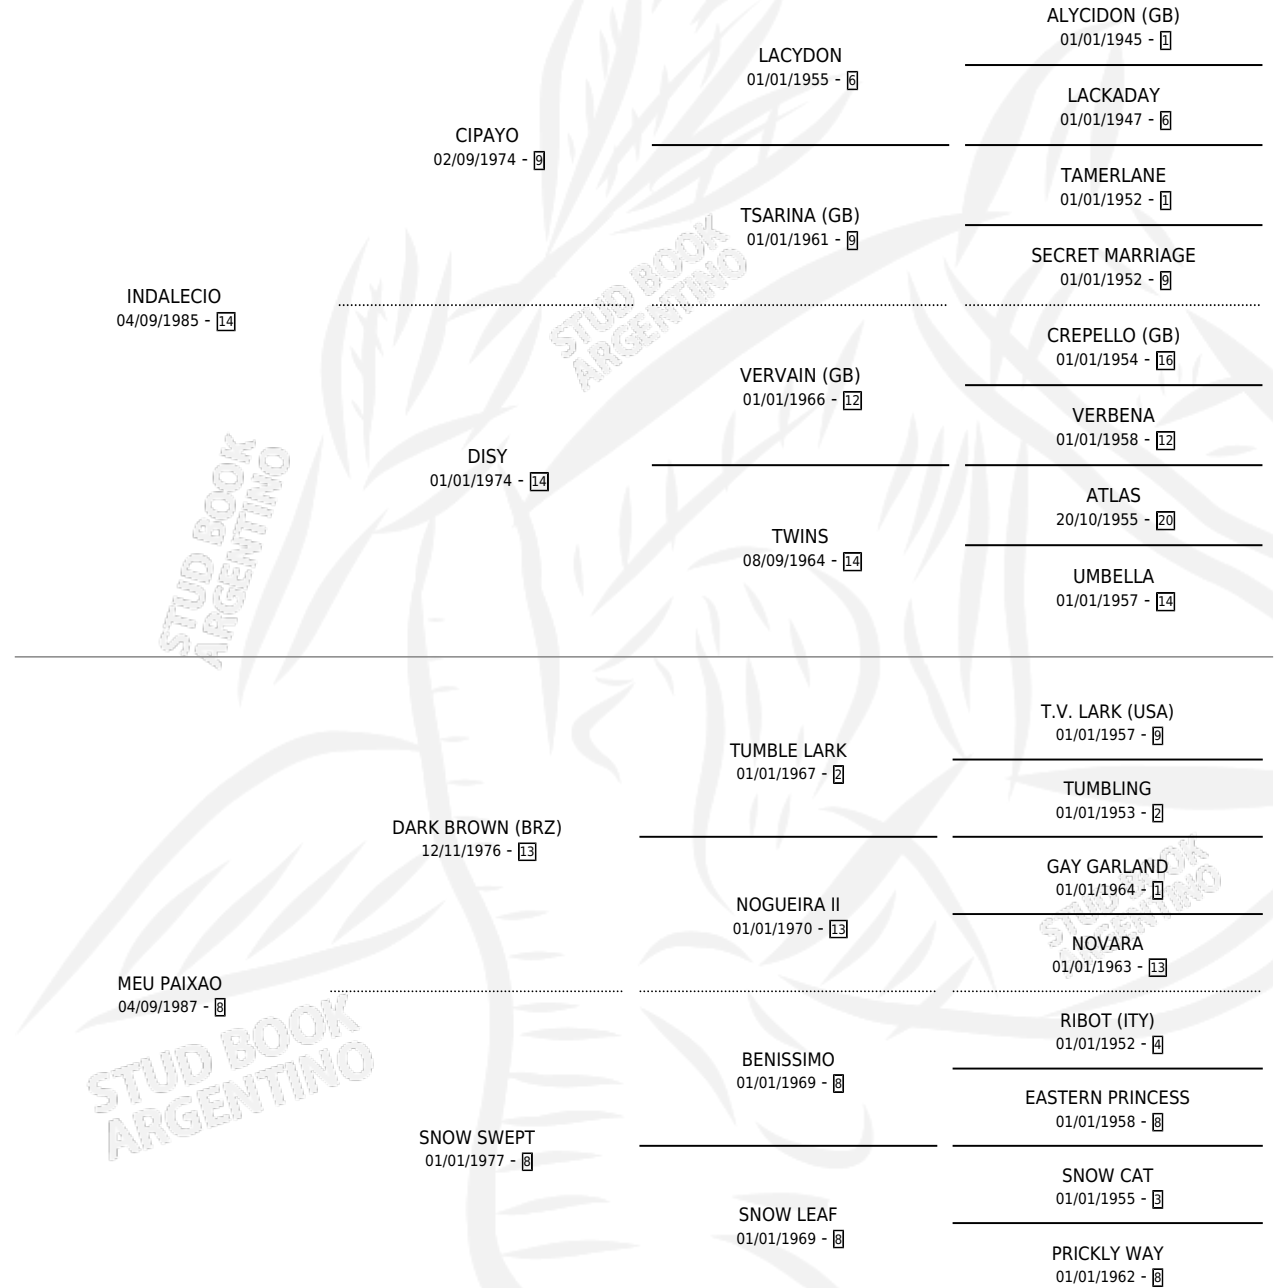 ALYCIDON (GB)
01/01/1945 - 1
LACYDON
01/01/1955 - 6
LACKADAY
01/01/1947 - 6
CIPAYO
02/09/1974 - 9
TAMERLANE
01/01/1952 - 1
TSARINA (GB)
01/01/1961 - 9
SECRET MARRIAGE
01/01/1952 - 9
INDALECIO
04/09/1985 - 14
STUD BOOK
ARGENTINO
CREPELLO (GB)
01/01/1954 - 16
VERVAIN (GB)
01/01/1966 - 12
VERBENA
01/01/1958 - 12
DISY
01/01/1974 - 14
ATLAS
20/10/1955 - 20
TWINS
08/09/1964 - 14
UMBELLA
01/01/1957 - 14
STUD BOOK
ARGENTINO
T.V. LARK (USA)
01/01/1957 - 9
TUMBLE LARK
01/01/1967 - 2
TUMBLING
01/01/1953 - 2
DARK BROWN (BRZ)
12/11/1976 - 13
GAY GARLAND
01/01/1964 - 1
NOGUEIRA II
01/01/1970 - 13
STUD BOOK
ARGENTINO
NOVARA
01/01/1963 - 13
MEU PAIXAO
04/09/1987 - 8
RIBOT (ITY)
01/01/1952 - 4
BENISSIMO
01/01/1969 - 8
EASTERN PRINCESS
01/01/1958 - 8
STUD BOOK
ARGENTINO
SNOW SWEPT
01/01/1977 - 8
SNOW CAT
01/01/1955 - 3
SNOW LEAF
01/01/1969 - 8
PRICKLY WAY
01/01/1962 - 8